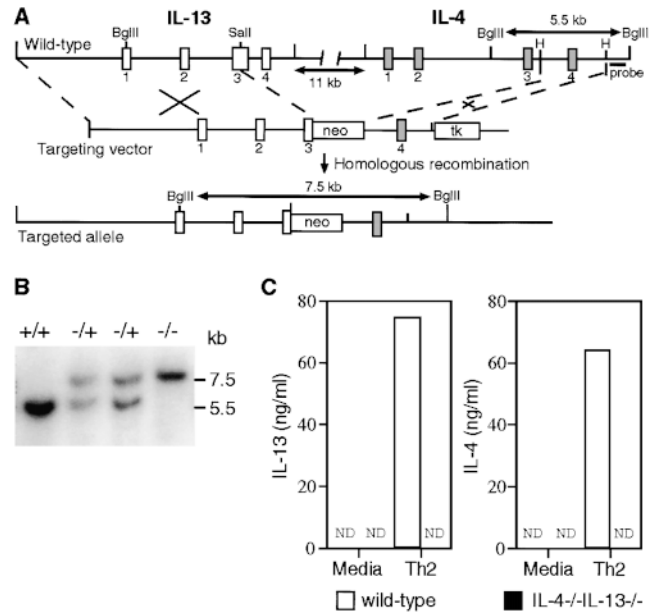 A
IL-13
IL-4
5.5 kb
BglII
SalI
BglII
H
H
BglII
Wild-type
1
2
3
4
11 kb
1
2
3
4
probe
neo
tk
Targeting vector
1
2
3
4
Homologous recombination
7.5 kb
BglII
BglII
neo
Targeted allele
B
+/+ -/+ -/+ -/-
kb
7.5
5.5
C
80
60
40
20
0
IL-13 (ng/ml)
ND ND ND
Media Th2
80
60
40
20
0
IL-4 (ng/ml)
ND ND ND
Media Th2
wild-type
IL-4-/-IL-13-/-